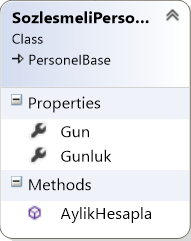 SozlesmeliPerso...
Class
PersonelBase
Properties
Gun
Gunluk
Methods
AylikHesapla